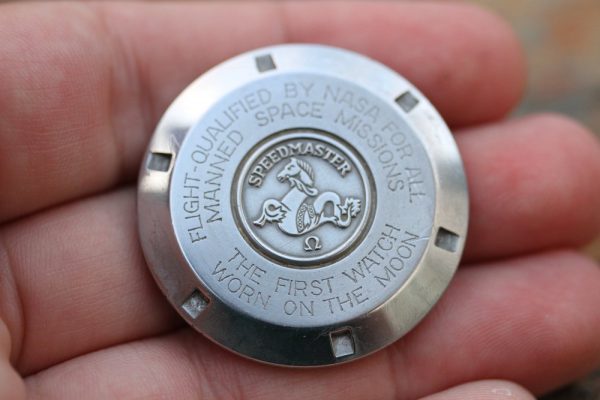 FLIGHT-QUALIFIED BY NASA FOR ALL
MANNED SPACE MISSIONS
SPEEDMASTER
Ω
THE FIRST WATCH
WORN ON THE MOON